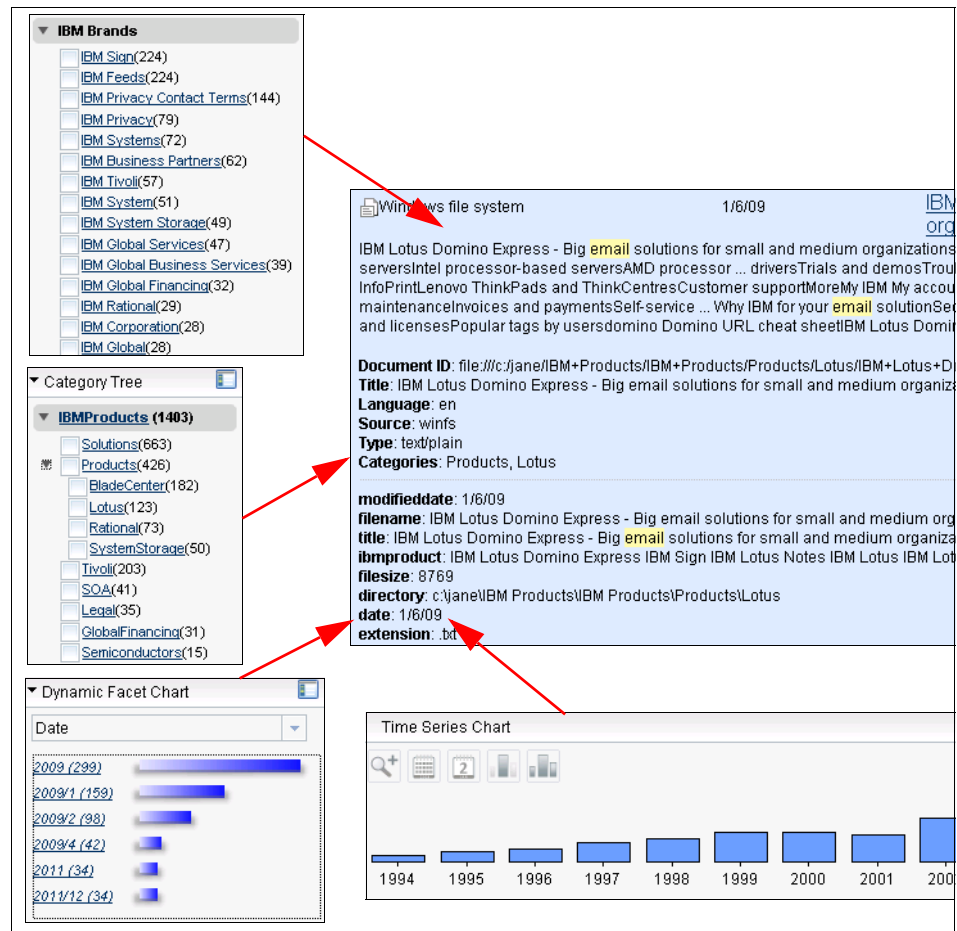 IBM Brands
IBM Sign(224)
IBM Feeds(224)
IBM Privacy Contact Terms(144)
IBM Privacy(79)
IBM Systems(72)
IBM Business Partners(62)
IBM Tivoli(57)
IBM System(51)
IBM System Storage(49)
IBM Global Services(47)
IBM Global Business Services(39)
IBM Global Financing(32)
IBM Rational(29)
IBM Corporation(28)
IBM Global(28)
Category Tree
IBMProducts (1403)
Solutions(663)
Products(426)
BladeCenter(182)
Lotus(123)
Rational(73)
SystemStorage(50)
Tivoli(203)
SOA(41)
Legal(35)
GlobalFinancing(31)
Semiconductors(15)
Dynamic Facet Chart
Date
2009 (299)
2009/1 (159)
2009/2 (98)
2009/4 (42)
2011 (34)
2011/12 (34)
Windows file system 1/6/09 IBM
org
IBM Lotus Domino Express - Big email solutions for small and medium organizations
serversIntel processor-based serversAMD processor ... driversTrials and demosTrou
InfoPrintLenovo ThinkPads and ThinkCentresCustomer supportMoreMy IBM My accou
maintenanceInvoices and paymentsSelf-service ... Why IBM for your email solutionSec
and licensesPopular tags by usersdomino Domino URL cheat sheetIBM Lotus Domin
Document ID: file:///c:/jane/IBM+Products/IBM+Products/Products/Lotus/IBM+Lotus+D
Title: IBM Lotus Domino Express - Big email solutions for small and medium organiza
Language: en
Source: winfs
Type: text/plain
Categories: Products, Lotus
modifieddate: 1/6/09
filename: IBM Lotus Domino Express - Big email solutions for small and medium org
title: IBM Lotus Domino Express - Big email solutions for small and medium organiza
ibmproduct: IBM Lotus Domino Express IBM Sign IBM Lotus Notes IBM Lotus IBM Lot
filesize: 8769
directory: c:\jane\IBM Products\IBM Products\Products\Lotus
date: 1/6/09
extension: .txt
Time Series Chart
2
1994 1995 1996 1997 1998 1999 2000 2001 200